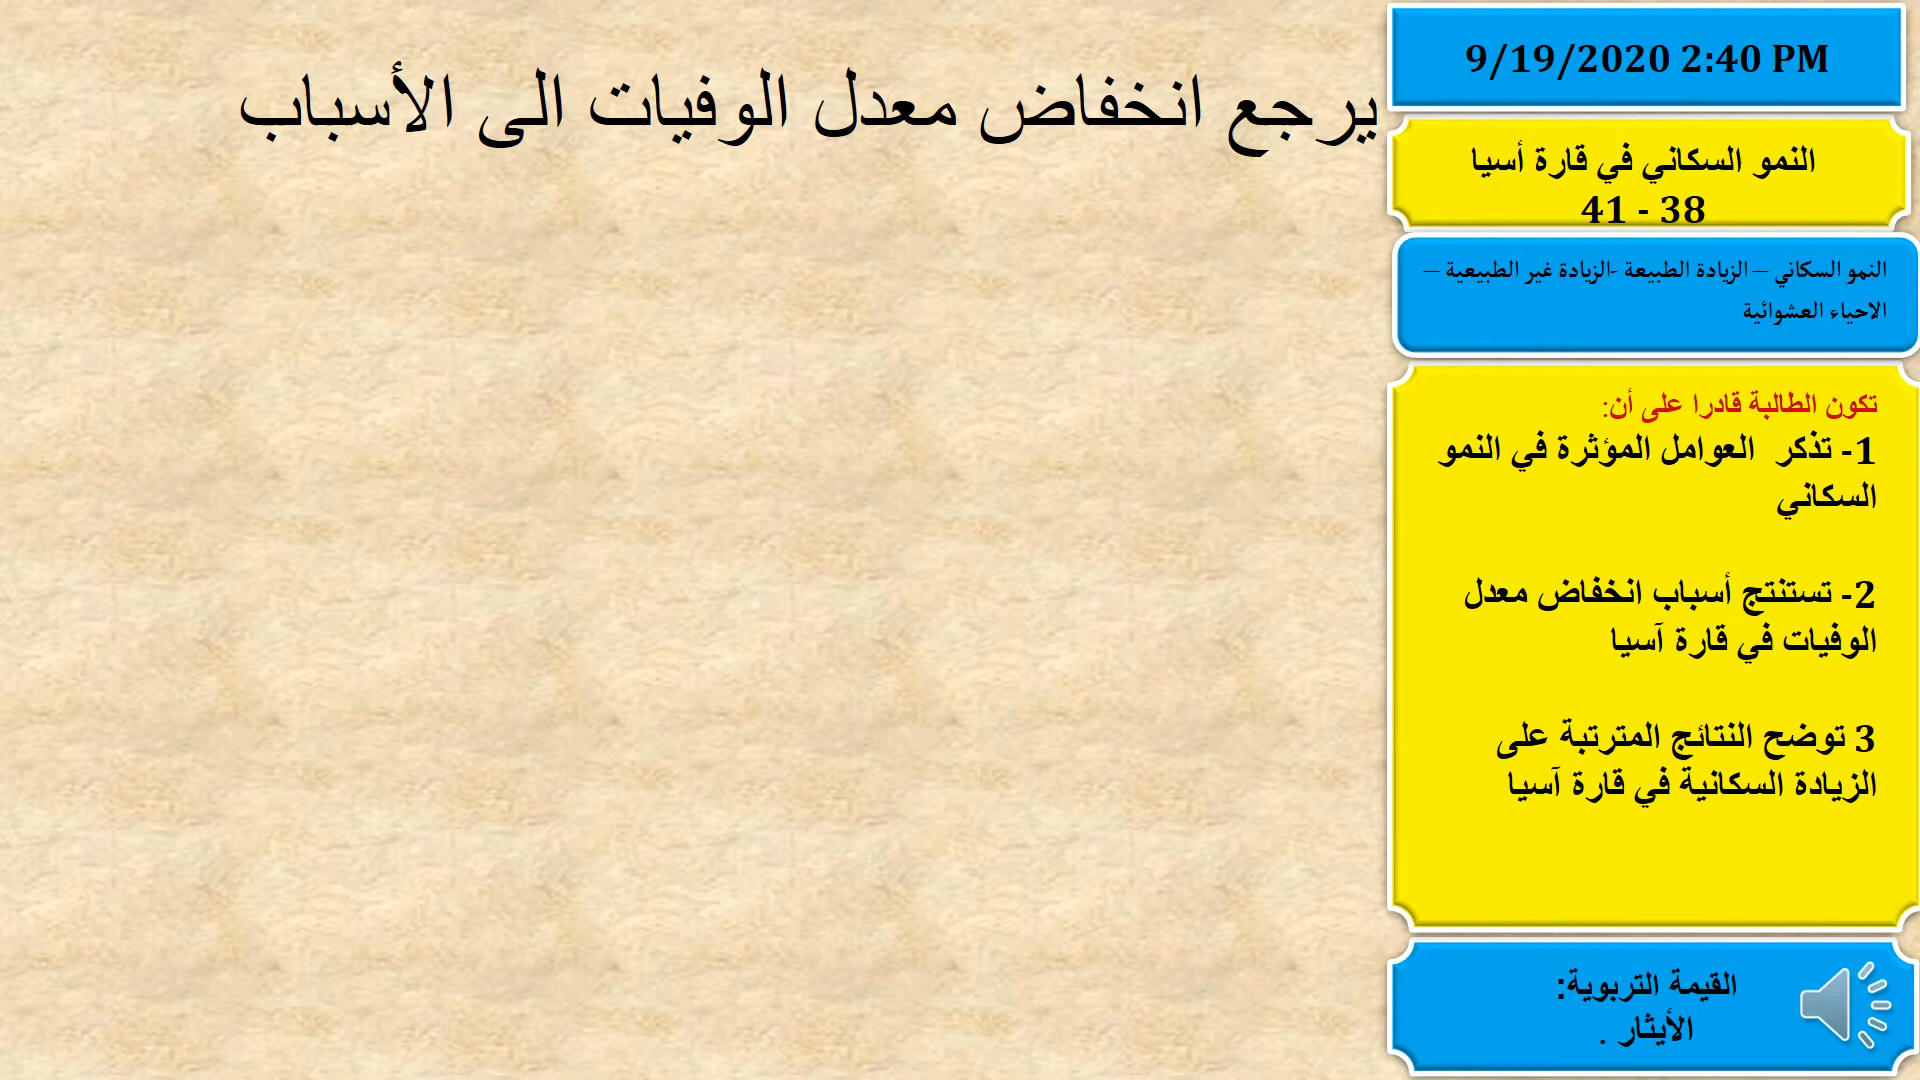 يرجع انخفاض معدل الوفيات الى الأسباب
9/19/2020 2:40 PM
النمو السكاني في قارة أسيا
38 - 41
النمو السكاني – الزيادة الطبيعة -الزيادة غير الطبيعية –
الاحياء العشوائية
تكون الطالبة قادرا على أن:
1- تذكر العوامل المؤثرة في النمو
السكاني
2- تستنتج أسباب انخفاض معدل
الوفيات في قارة آسيا
3 توضح النتائج المترتبة على
الزيادة السكانية في قارة آسيا
القيمة التربوية:
الأيثار .